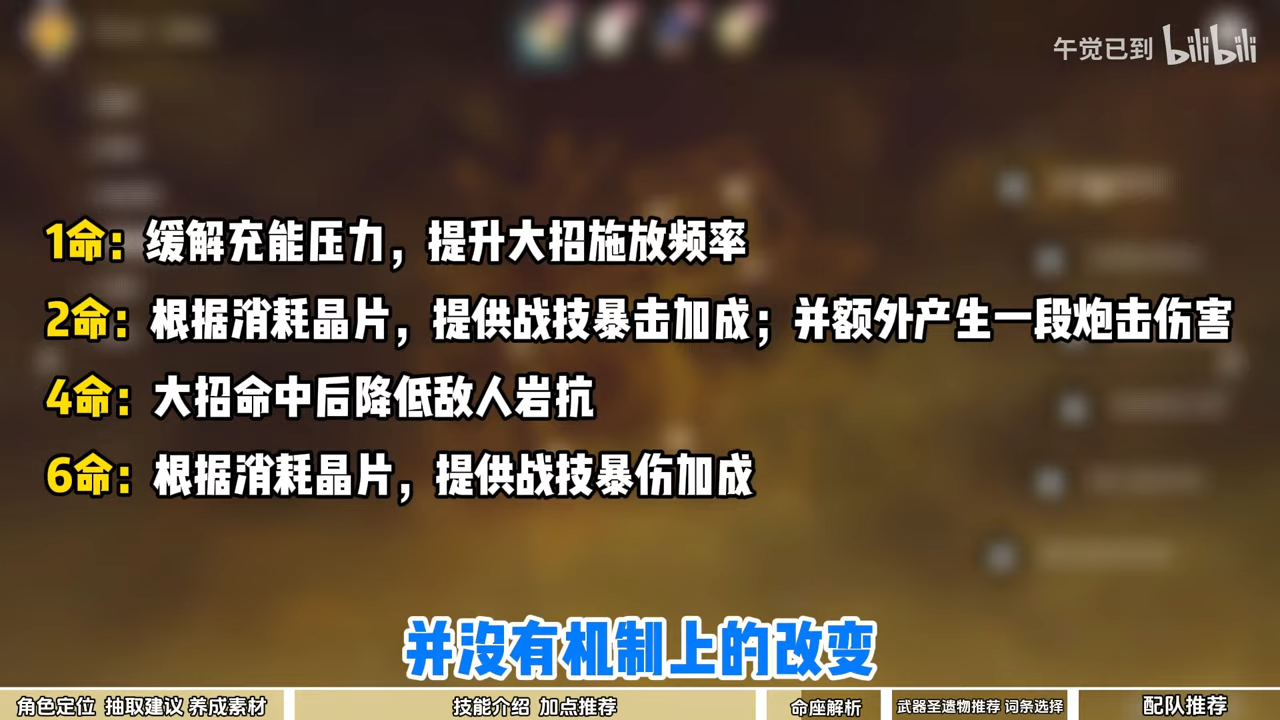 午觉已到 bilibili
1命：缓解充能压力，提升大招施放频率
2命：根据消耗晶片，提供战技暴击加成；并额外产生一段炮击伤害
4命：大招命中后降低敌人岩抗
6命：根据消耗晶片，提供战技暴伤加成
并没有机制上的改变
角色定位 抽取建议 养成素材 技能介绍 加点推荐 命座解析 武器圣遗物推荐 词条选择 配队推荐